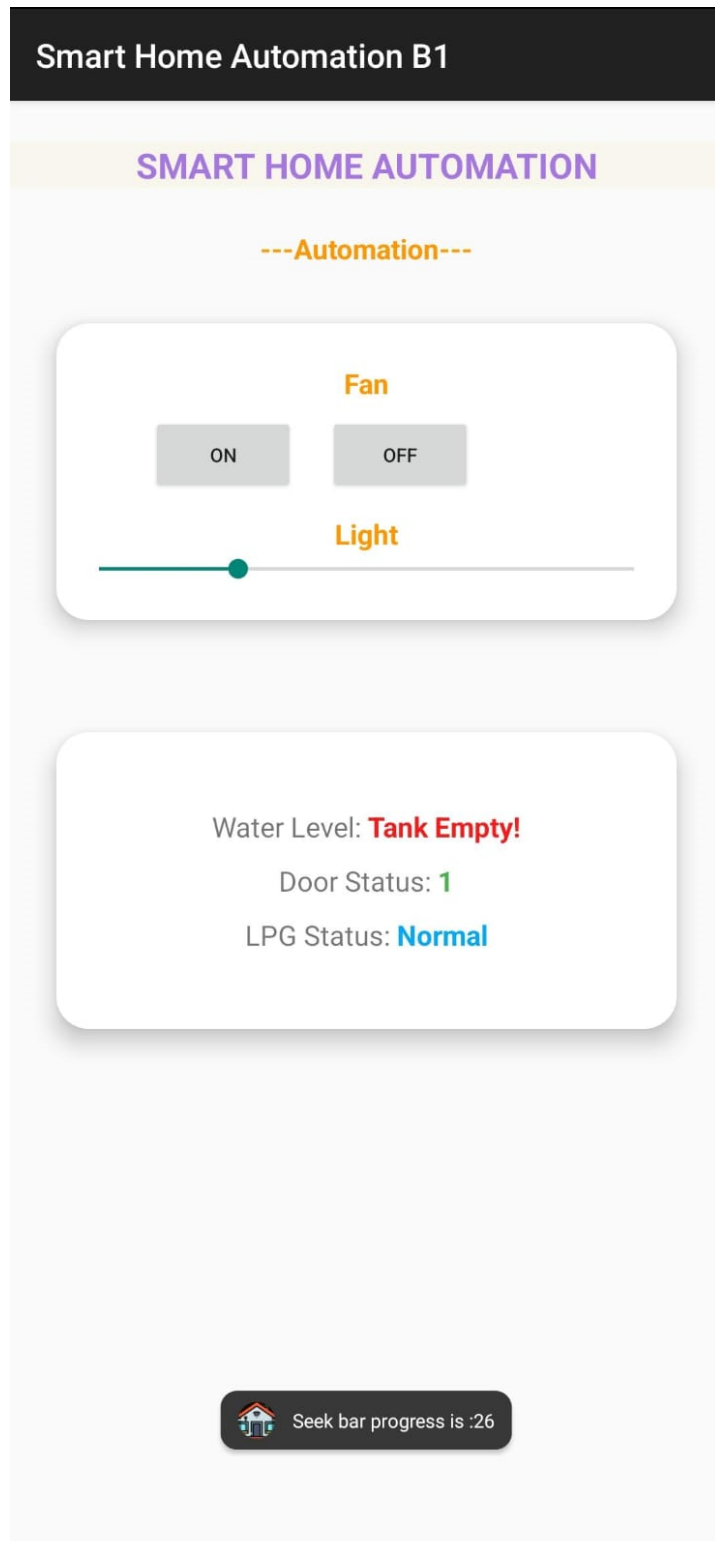 Smart Home Automation B1
SMART HOME AUTOMATION
---Automation---
Fan
ON OFF
Light
Water Level: Tank Empty!
Door Status: 1
LPG Status: Normal
Seek bar progress is :26